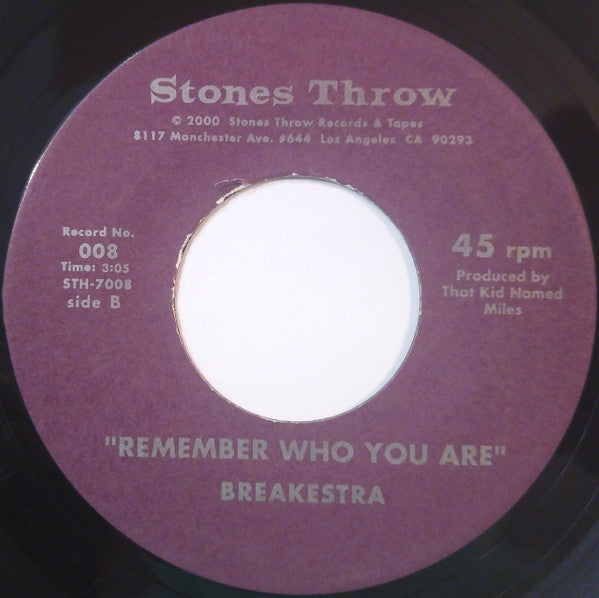 Stones Throw
© 2000 Stones Throw Records & Tapes
8117 Manchester Ave. #644 Los Angeles CA 90293
Record No.
008
Time: 3:05
STH-7008
side B
45 rpm
Produced by
That Kid Named
Miles
"REMEMBER WHO YOU ARE"
BREAKESTRA